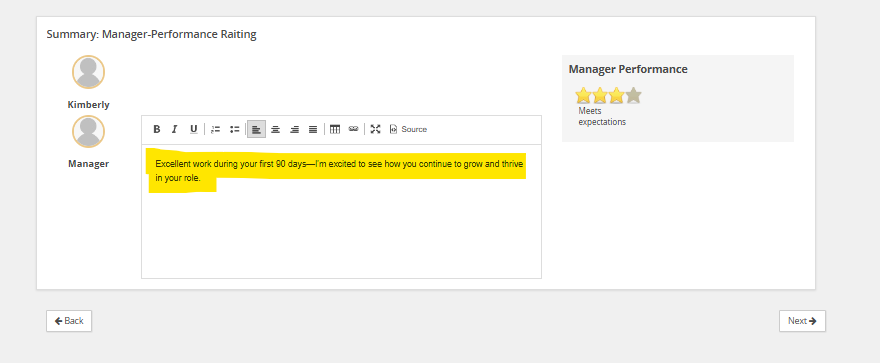 Summary: Manager-Performance Raiting
Kimberly
Manager
B I U Source
Excellent work during your first 90 days—I'm excited to see how you continue to grow and thrive
in your role.
Manager Performance
Meets
expectations
Back
Next